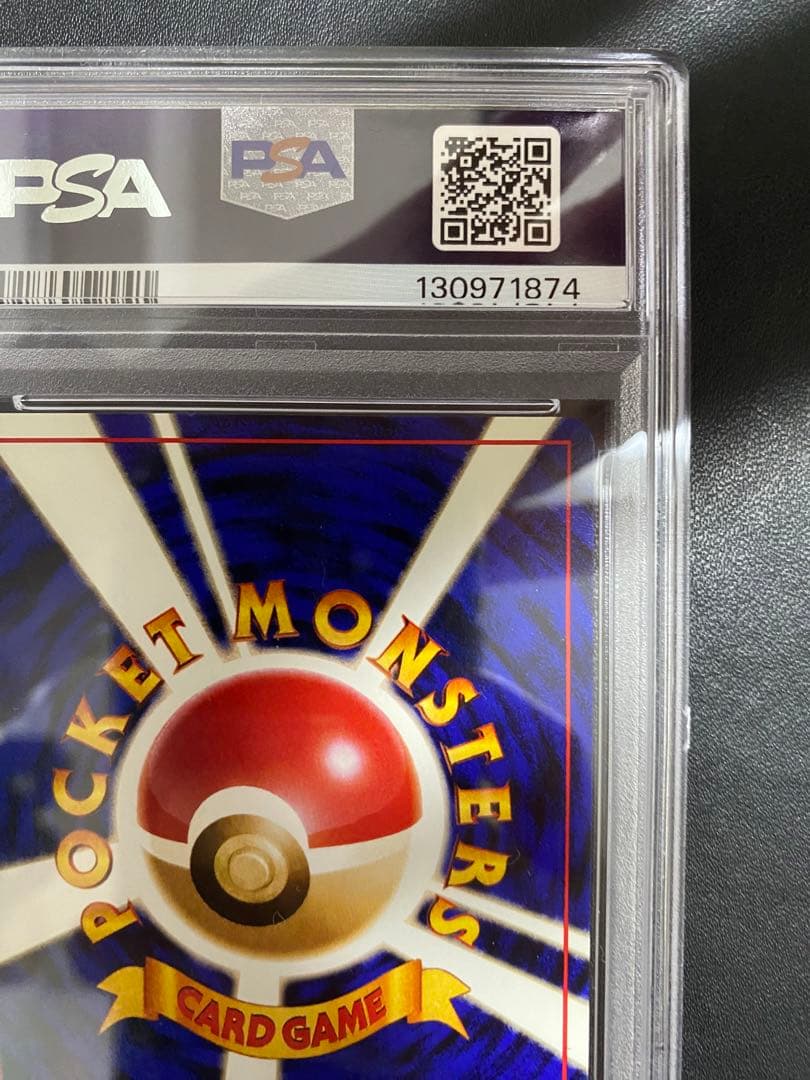 PSA
PSA
130971874
POCKET MONSTERS
CARD GAME